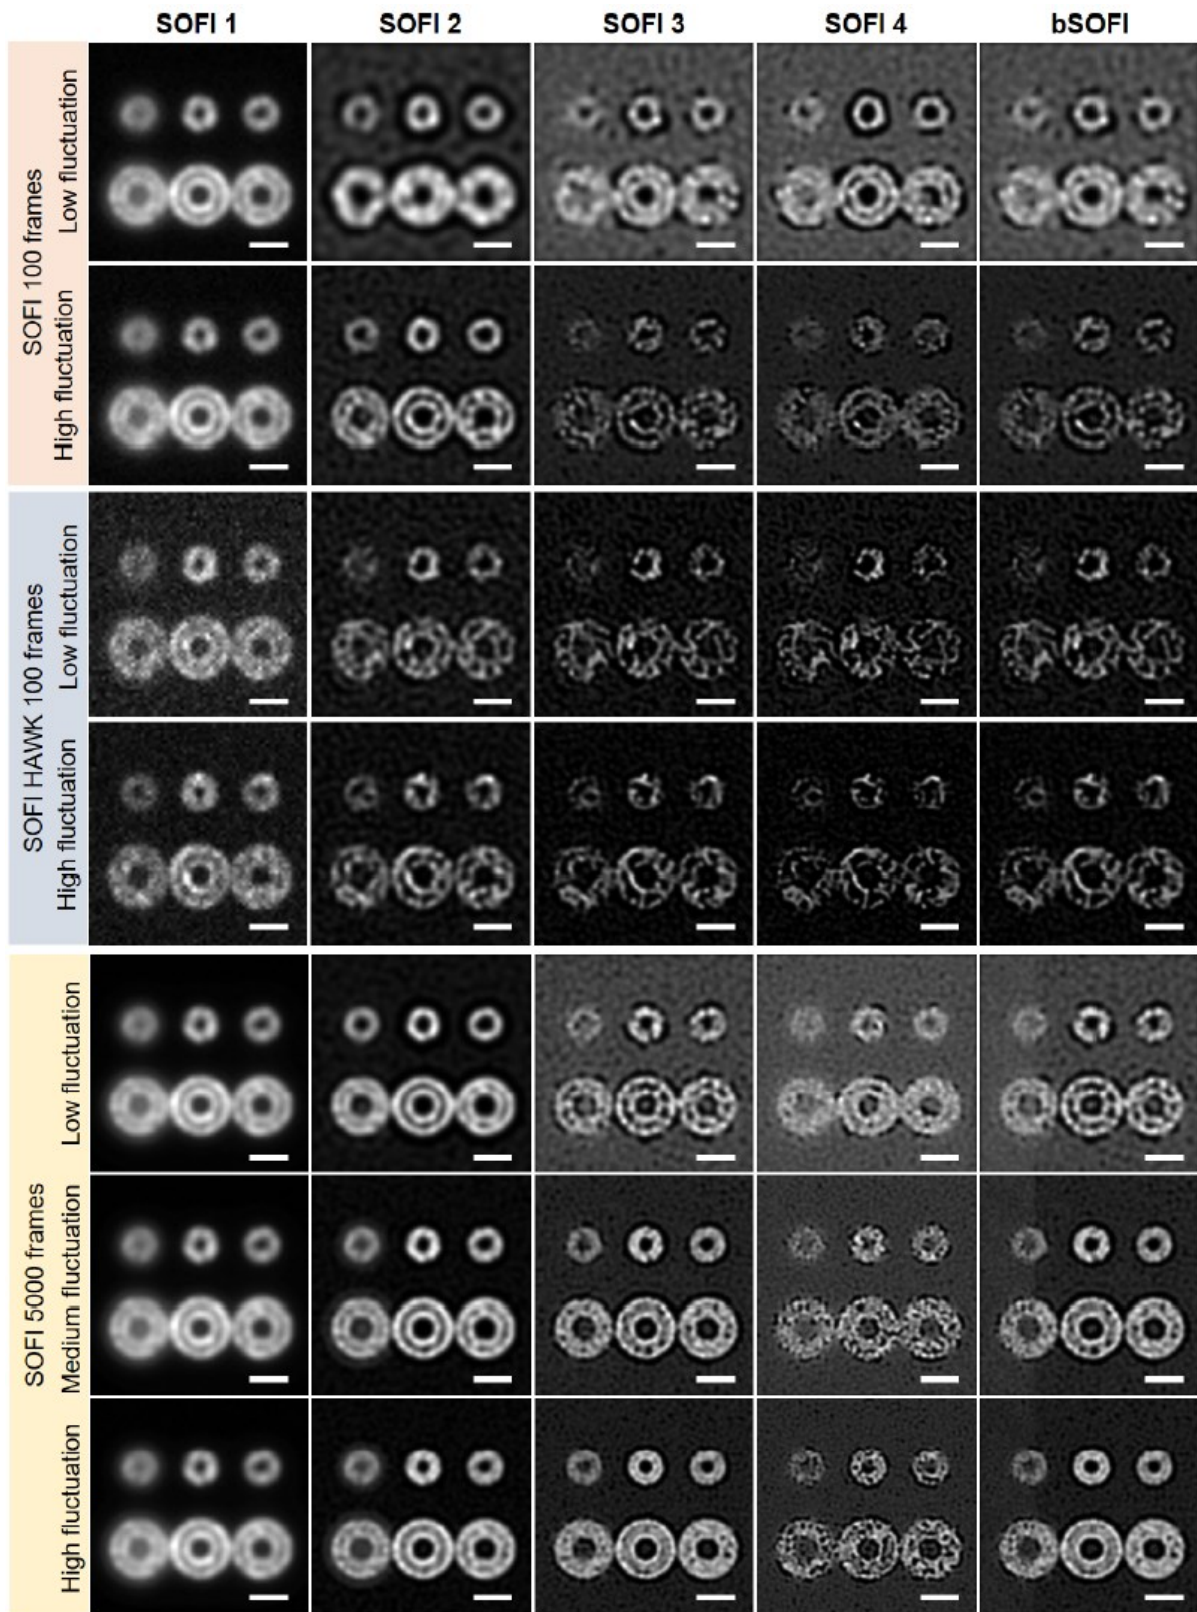 SOFI 1 SOFI 2 SOFI 3 SOFI 4 bSOFI
SOFI 100 frames
Low fluctuation
High fluctuation
SOFI HAWK 100 frames
Low fluctuation
High fluctuation
SOFI 5000 frames
Low fluctuation
Medium fluctuation
High fluctuation